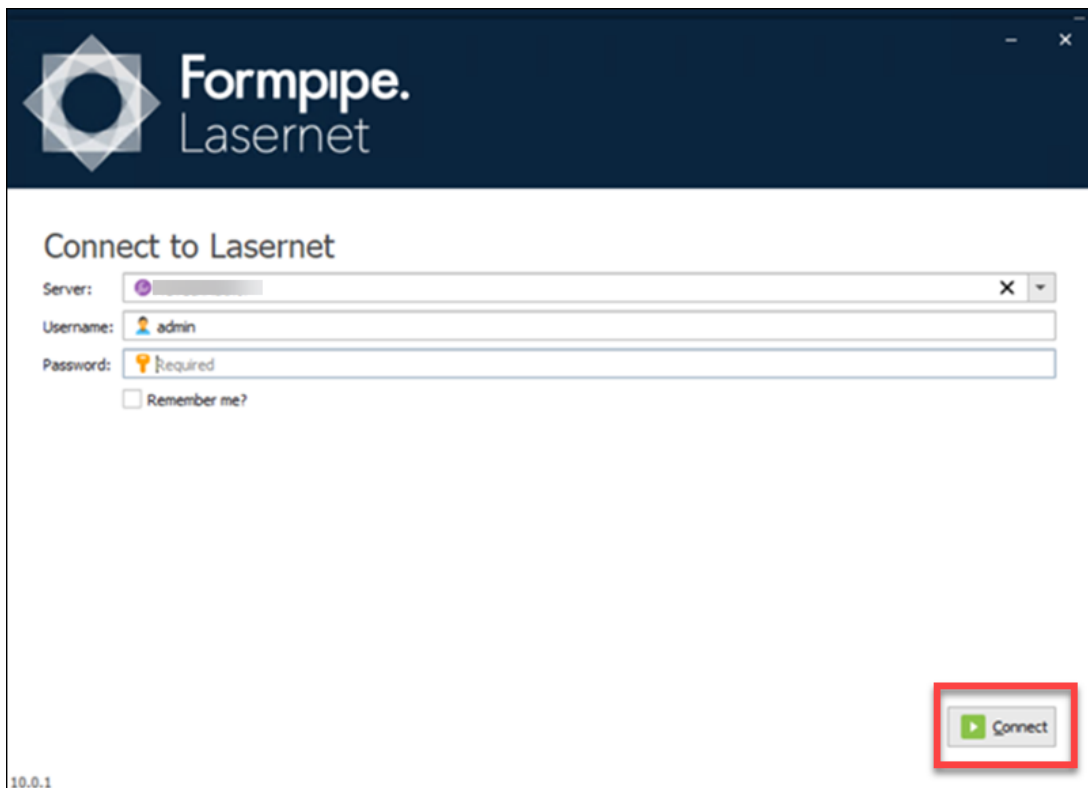 Formpipe.
Lasernet
Connect to Lasernet
Server:
Username: admin
Password: Required
Remember me?
Connect
10.0.1